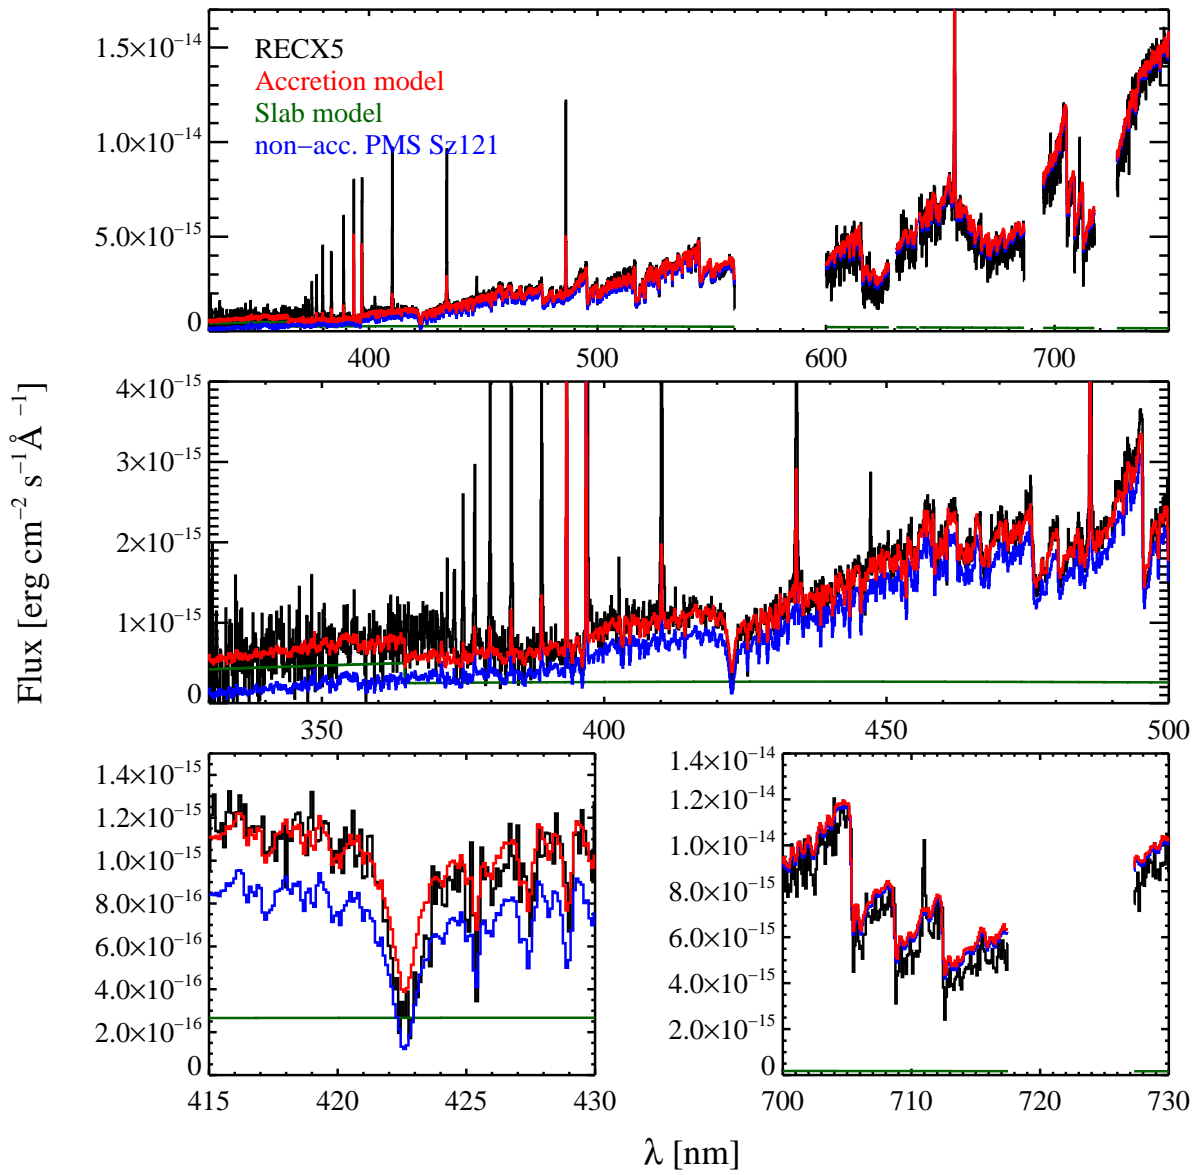 1.5×10⁻¹⁴
1.0×10⁻¹⁴
5.0×10⁻¹⁵
0
RECX5
Accretion model
Slab model
non−acc. PMS Sz121
400 500 600 700
Flux [erg cm⁻² s⁻¹Å⁻¹]
4×10⁻¹⁵
3×10⁻¹⁵
2×10⁻¹⁵
1×10⁻¹⁵
0
350 400 450 500
1.4×10⁻¹⁵
1.2×10⁻¹⁵
1.0×10⁻¹⁵
8.0×10⁻¹⁶
6.0×10⁻¹⁶
4.0×10⁻¹⁶
2.0×10⁻¹⁶
0
415 420 425 430
1.4×10⁻¹⁴
1.2×10⁻¹⁴
1.0×10⁻¹⁴
8.0×10⁻¹⁵
6.0×10⁻¹⁵
4.0×10⁻¹⁵
2.0×10⁻¹⁵
0
700 710 720 730
λ [nm]